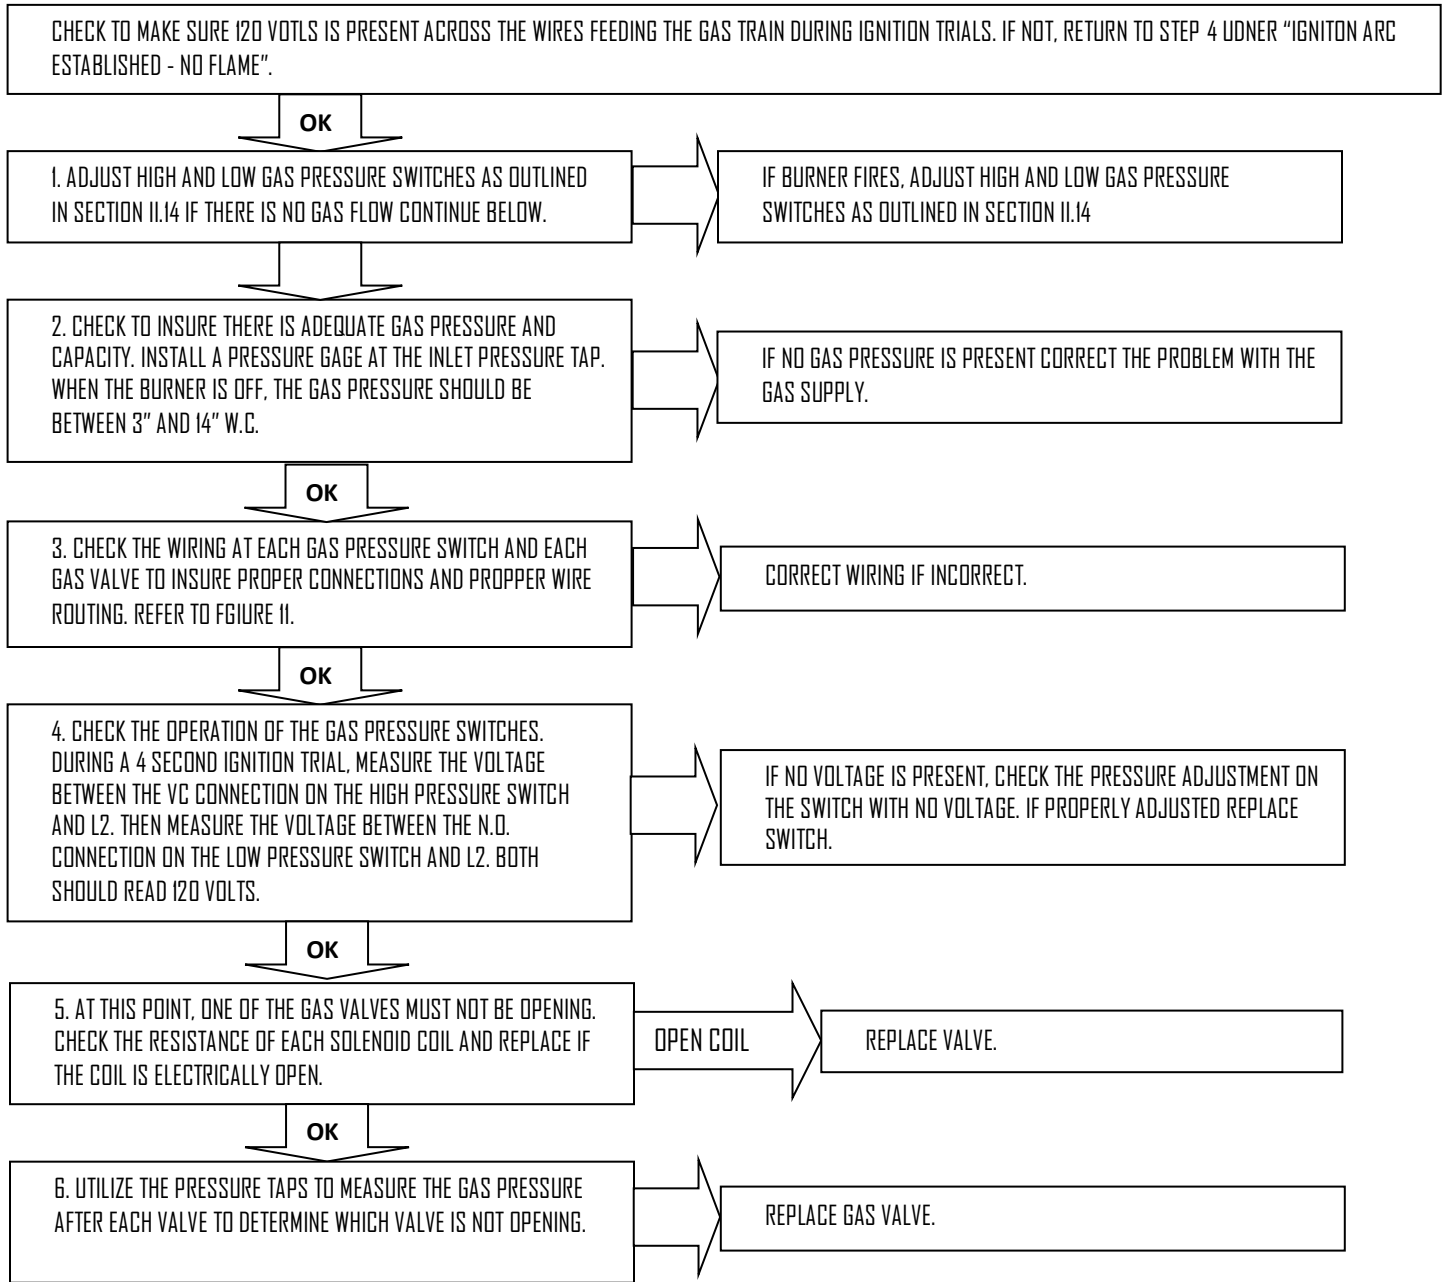 CHECK TO MAKE SURE 120 VOTLS IS PRESENT ACROSS THE WIRES FEEDING THE GAS TRAIN DURING IGNITION TRIALS. IF NOT, RETURN TO STEP 4 UDNER “IGNITON ARC
ESTABLISHED - NO FLAME”.
OK
1. ADJUST HIGH AND LOW GAS PRESSURE SWITCHES AS OUTLINED
IN SECTION II.14 IF THERE IS NO GAS FLOW CONTINUE BELOW.
IF BURNER FIRES, ADJUST HIGH AND LOW GAS PRESSURE
SWITCHES AS OUTLINED IN SECTION II.14
2. CHECK TO INSURE THERE IS ADEQUATE GAS PRESSURE AND
CAPACITY. INSTALL A PRESSURE GAGE AT THE INLET PRESSURE TAP.
WHEN THE BURNER IS OFF, THE GAS PRESSURE SHOULD BE
BETWEEN 3” AND 14” W.C.
IF NO GAS PRESSURE IS PRESENT CORRECT THE PROBLEM WITH THE
GAS SUPPLY.
OK
3. CHECK THE WIRING AT EACH GAS PRESSURE SWITCH AND EACH
GAS VALVE TO INSURE PROPER CONNECTIONS AND PROPPER WIRE
ROUTING. REFER TO FGIURE 11.
CORRECT WIRING IF INCORRECT.
OK
4. CHECK THE OPERATION OF THE GAS PRESSURE SWITCHES.
DURING A 4 SECOND IGNITION TRIAL, MEASURE THE VOLTAGE
BETWEEN THE VC CONNECTION ON THE HIGH PRESSURE SWITCH
AND L2. THEN MEASURE THE VOLTAGE BETWEEN THE N.O.
CONNECTION ON THE LOW PRESSURE SWITCH AND L2. BOTH
SHOULD READ 120 VOLTS.
IF NO VOLTAGE IS PRESENT, CHECK THE PRESSURE ADJUSTMENT ON
THE SWITCH WITH NO VOLTAGE. IF PROPERLY ADJUSTED REPLACE
SWITCH.
OK
5. AT THIS POINT, ONE OF THE GAS VALVES MUST NOT BE OPENING.
CHECK THE RESISTANCE OF EACH SOLENOID COIL AND REPLACE IF
THE COIL IS ELECTRICALLY OPEN.
OPEN COIL
REPLACE VALVE.
OK
6. UTILIZE THE PRESSURE TAPS TO MEASURE THE GAS PRESSURE
AFTER EACH VALVE TO DETERMINE WHICH VALVE IS NOT OPENING.
REPLACE GAS VALVE.